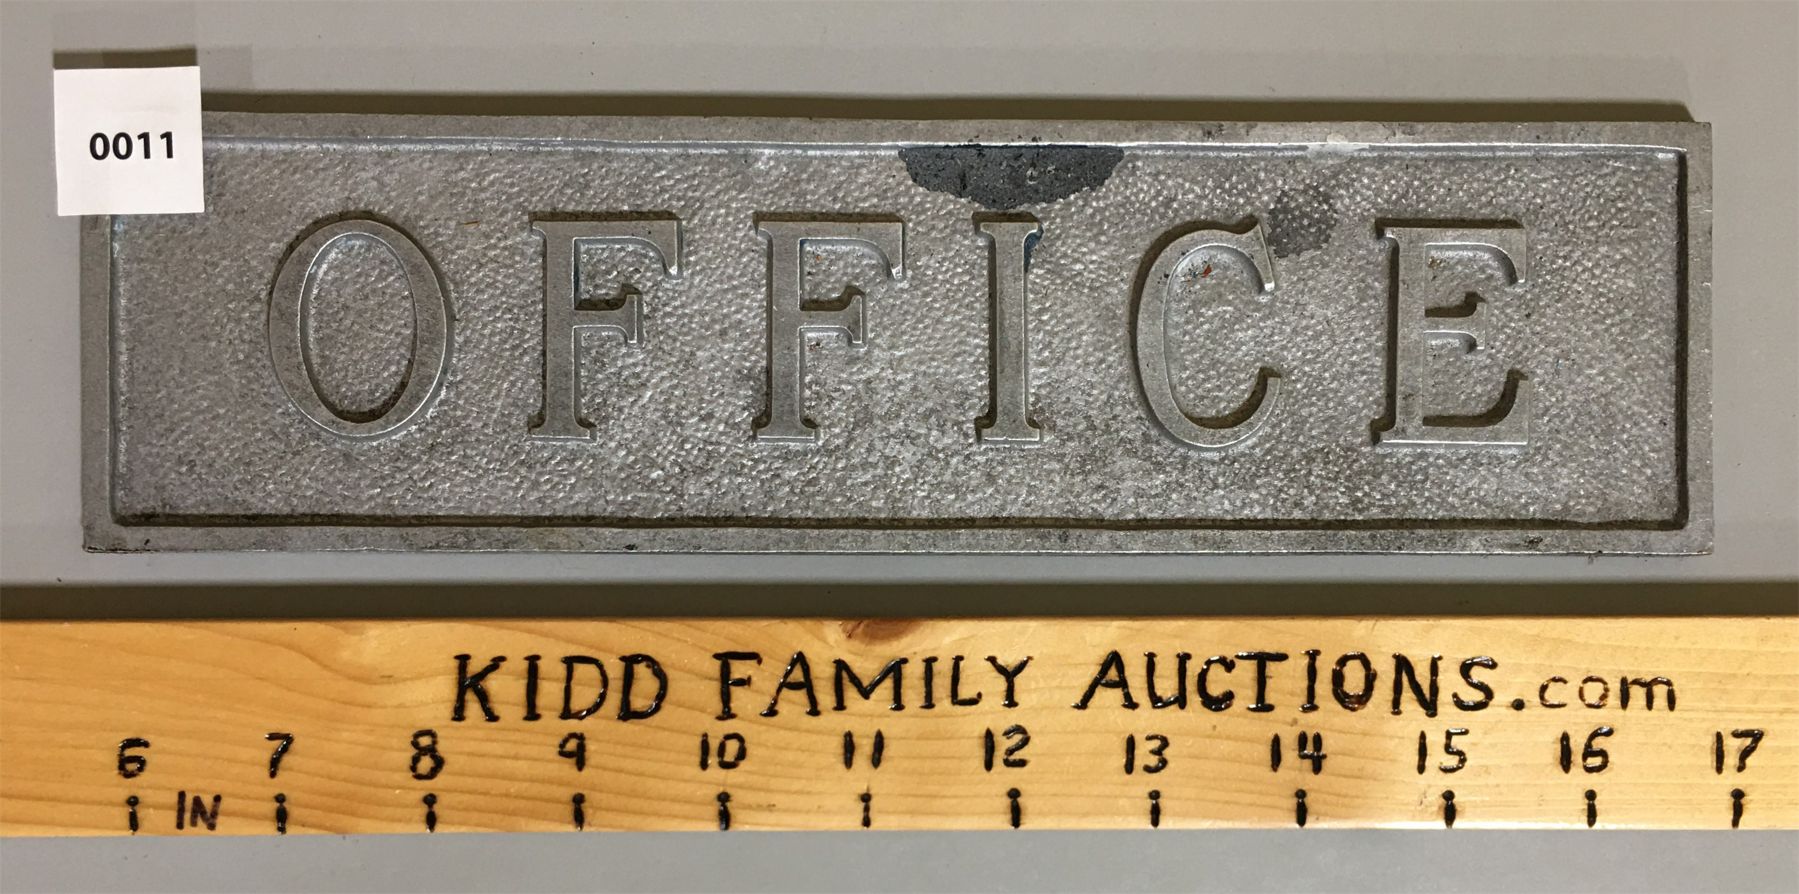 0011
OFFICE
KIDD FAMILY AUCTIONS.com
6 7 8 9 10 11 12 13 14 15 16 17
IN